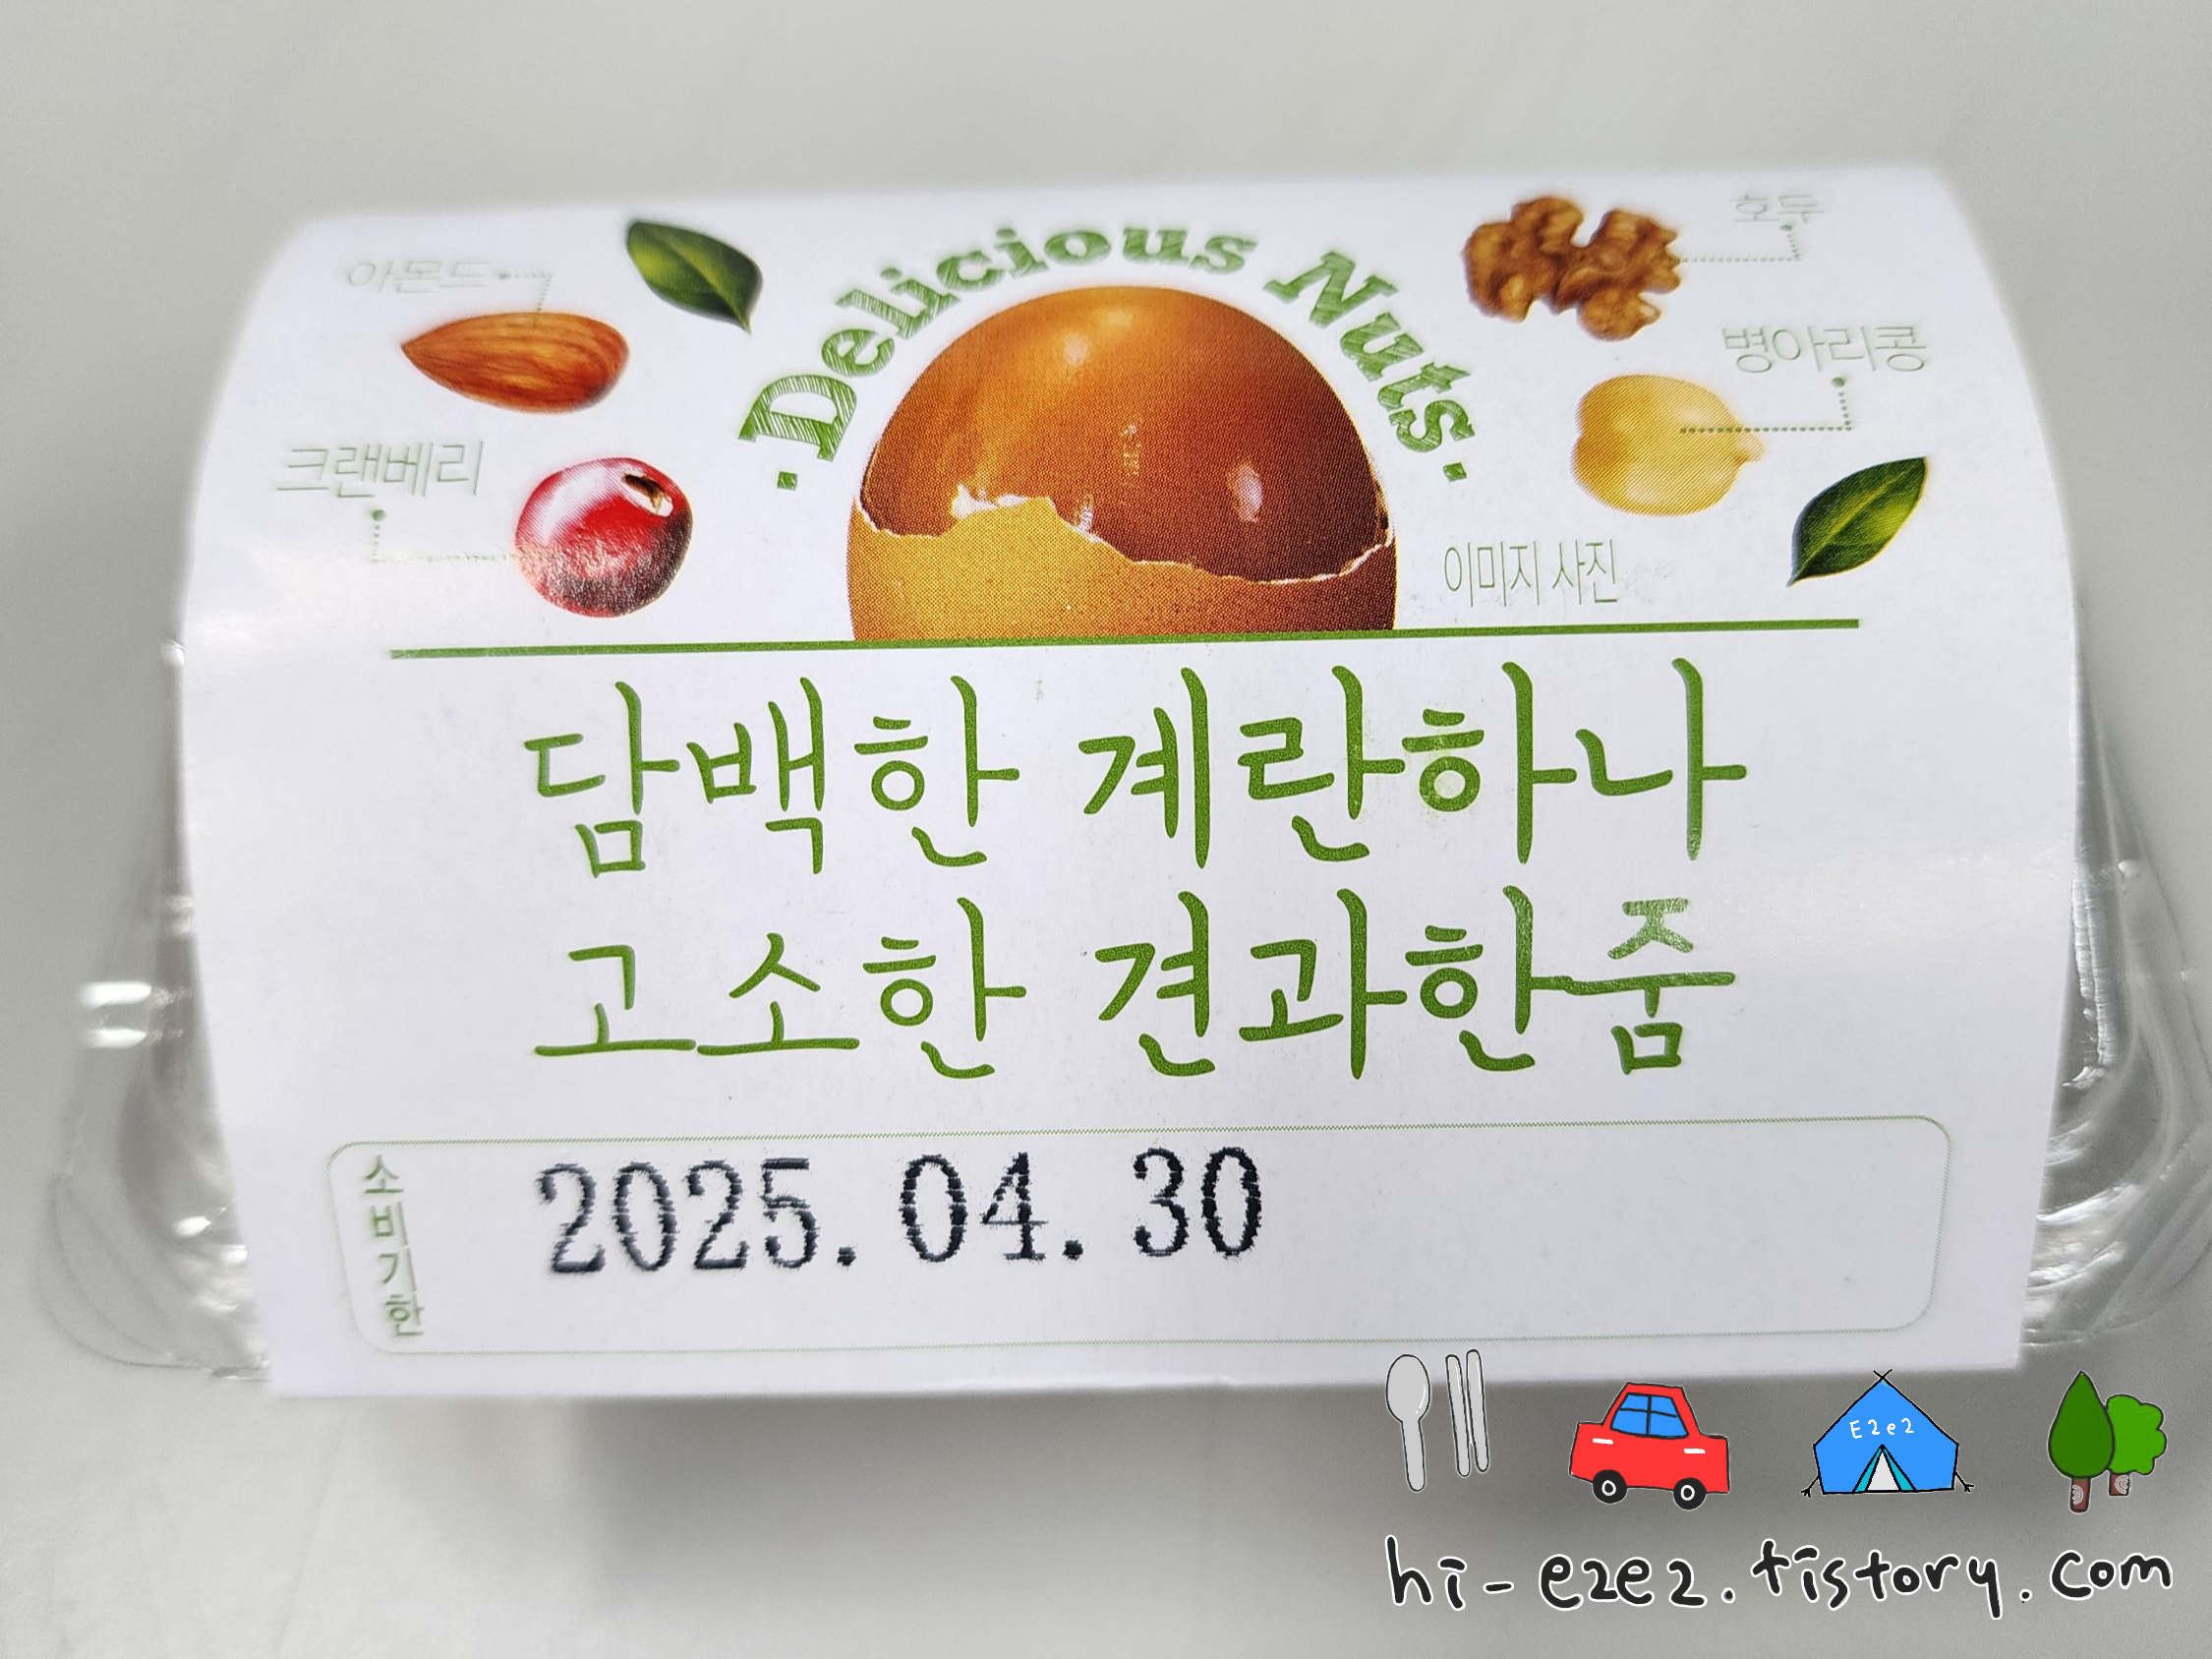 Delicious Nuts
호두
아몬드
병아리콩
크랜베리
이미지 사진
담백한 계란하나
고소한 견과한줌
소비기한
2025.04.30
E2e2
hi-e2e2.tistory.com